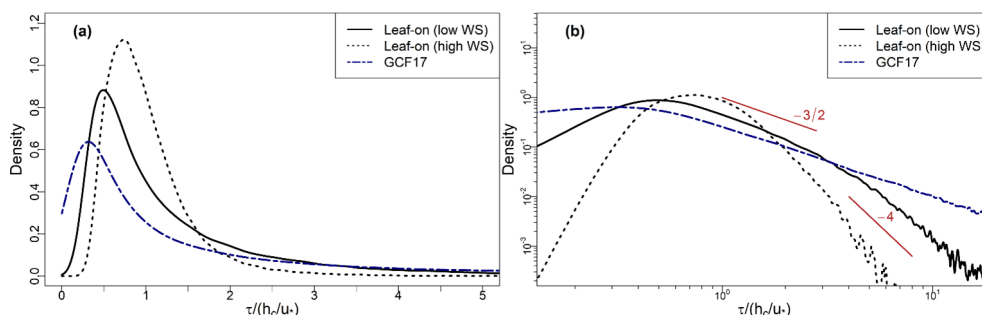 (a)
Leaf-on (low WS)
Leaf-on (high WS)
GCF17
Density
0.0 0.2 0.4 0.6 0.8 1.0 1.2
0 1 2 3 4 5
τ/(h_c/u_*)
(b)
Leaf-on (low WS)
Leaf-on (high WS)
GCF17
−3/2
−4
Density
10^1
10^0
10^-1
10^-2
10^-3
10^0 10^1
τ/(h_c/u_*)